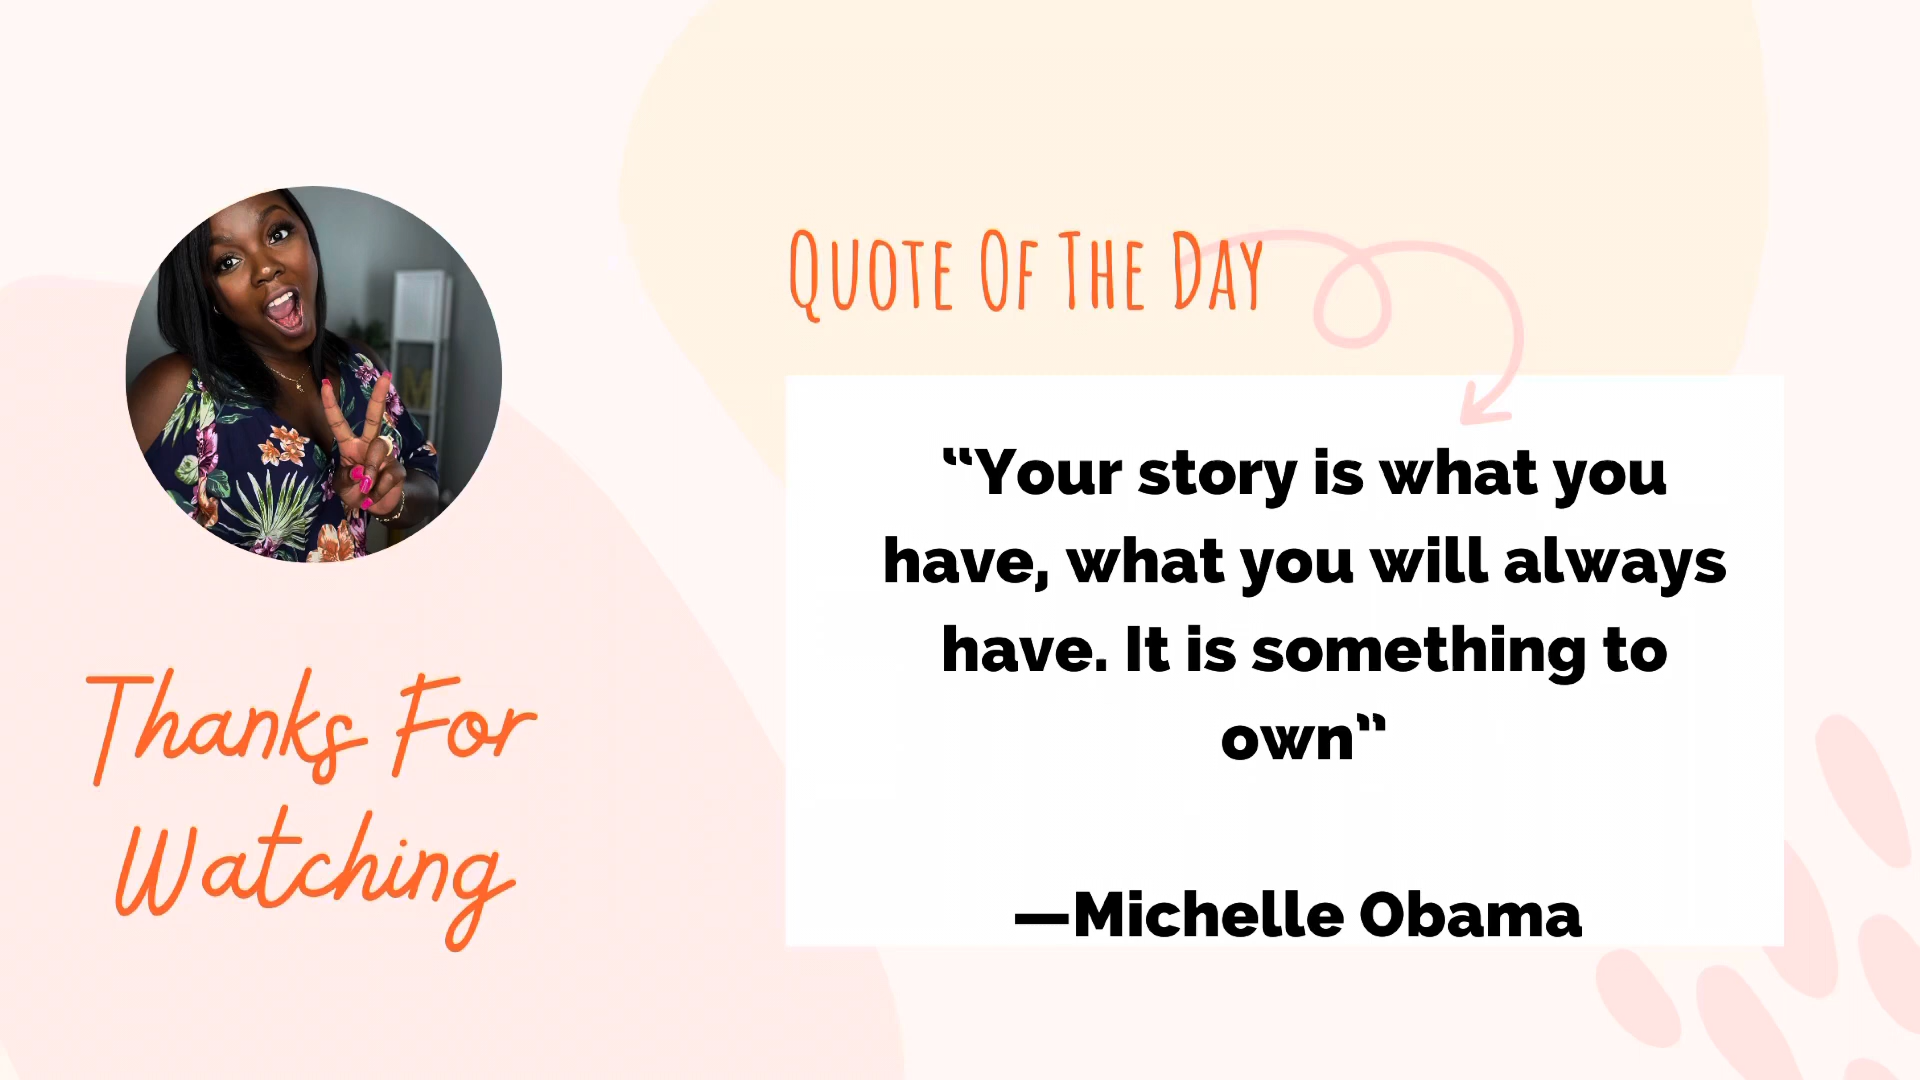 Quote Of The Day
“Your story is what you
have, what you will always
have. It is something to
own”
—Michelle Obama
Thanks For
Watching